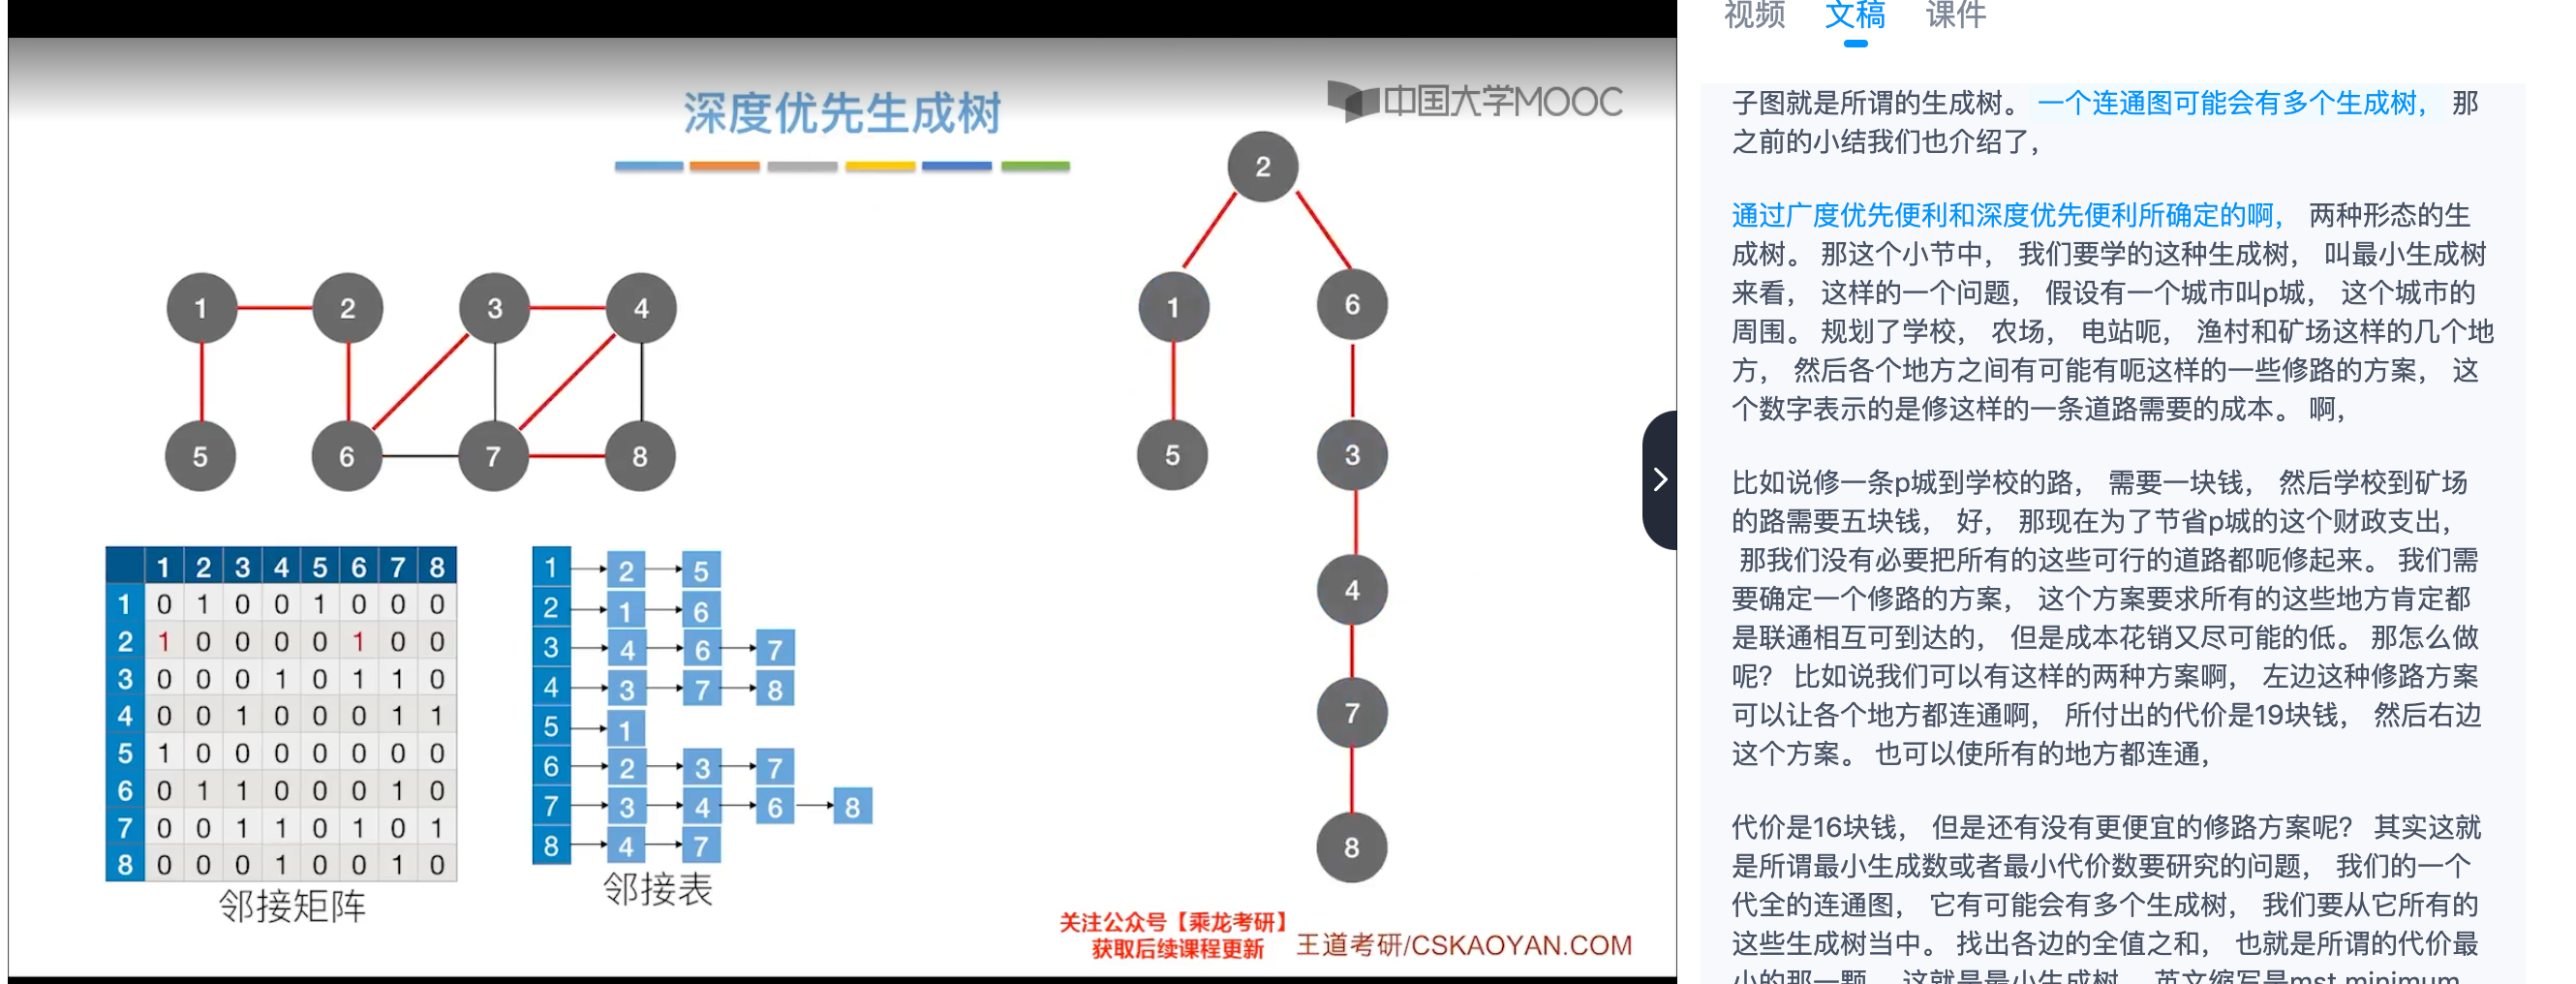 深度优先生成树
中国大学MOOC
1 2 3 4
5 6 7 8
2
1 6
5 3
4
7
8
1 2 3 4 5 6 7 8
1 0 1 0 0 1 0 0 0
2 1 0 0 0 0 1 0 0
3 0 0 0 1 0 1 1 0
4 0 0 1 0 0 0 1 1
5 1 0 0 0 0 0 0 0
6 0 1 1 0 0 0 1 0
7 0 0 1 1 0 1 0 1
8 0 0 0 1 0 0 1 0
邻接矩阵
1 2 5
2 1 6
3 4 6 7
4 3 7 8
5 1
6 2 3 7
7 3 4 6 8
8 4 7
邻接表
关注公众号【乘龙考研】
获取后续课程更新
王道考研/CSKAOYAN.COM
视频 文稿 课件
子图就是所谓的生成树。 一个连通图可能会有多个生成树, 那
之前的小结我们也介绍了,
通过广度优先便利和深度优先便利所确定的啊, 两种形态的生
成树。 那这个小节中, 我们要学的这种生成树, 叫最小生成树
来看, 这样的一个问题, 假设有一个城市叫p城, 这个城市的
周围。 规划了学校, 农场, 电站呃, 渔村和矿场这样的几个地
方, 然后各个地方之间有可能有呃这样的一些修路的方案, 这
个数字表示的是修这样的一条道路需要的成本。 啊,
比如说修一条p城到学校的路, 需要一块钱, 然后学校到矿场
的路需要五块钱, 好, 那现在为了节省p城的这个财政支出,
那我们没有必要把所有的这些可行的道路都呃修起来。 我们需
要确定一个修路的方案, 这个方案要求所有的这些地方肯定都
是联通相互可到达的, 但是成本花销又尽可能的低。 那怎么做
呢? 比如说我们可以有这样的两种方案啊, 左边这种修路方案
可以让各个地方都连通啊, 所付出的代价是19块钱, 然后右边
这个方案。 也可以使所有的地方都连通,
代价是16块钱, 但是还有没有更便宜的修路方案呢? 其实这就
是所谓最小生成数或者最小代价数要研究的问题, 我们的一个
代全的连通图, 它有可能会有多个生成树, 我们要从它所有的
这些生成树当中。 找出各边的全值之和, 也就是所谓的代价最
小的那一颗, 这就是最小生成树, 英文缩写是mst minimum